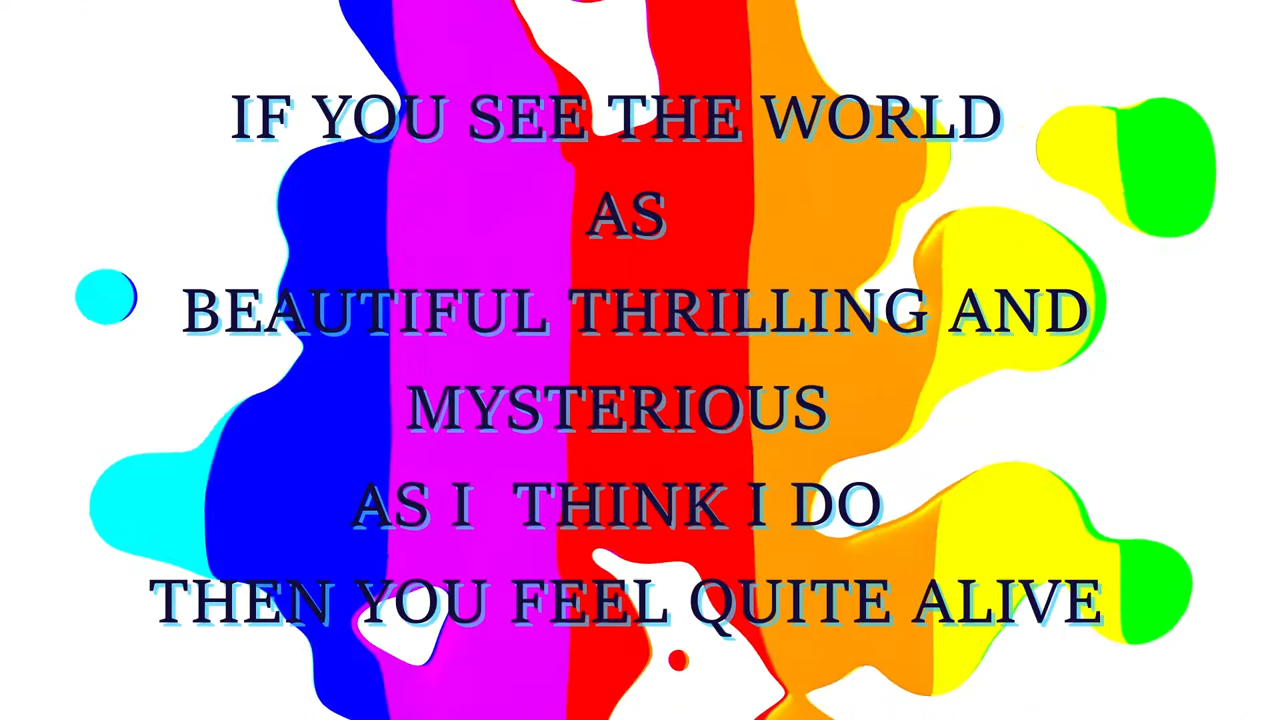 IF YOU SEE THE WORLD
AS
BEAUTIFUL THRILLING AND
MYSTERIOUS
AS I THINK I DO
THEN YOU FEEL QUITE ALIVE